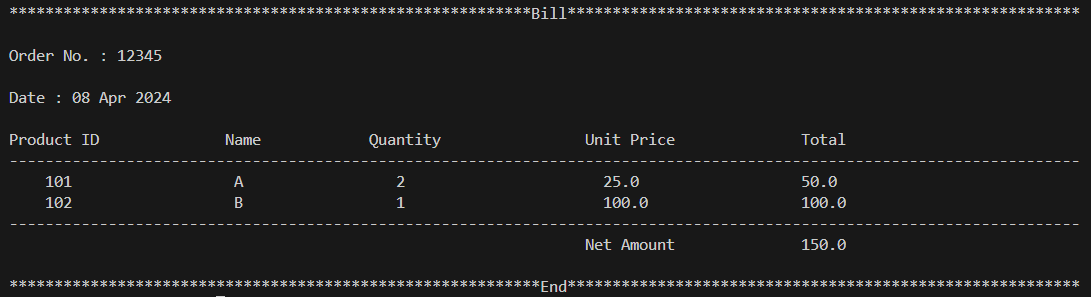 **********************************************************Bill*********************************************************
Order No. : 12345
Date : 08 Apr 2024
Product ID Name Quantity Unit Price Total
-----------------------------------------------------------------------------------------------------------------------
101 A 2 25.0 50.0
102 B 1 100.0 100.0
-----------------------------------------------------------------------------------------------------------------------
Net Amount 150.0
***********************************************************End*********************************************************